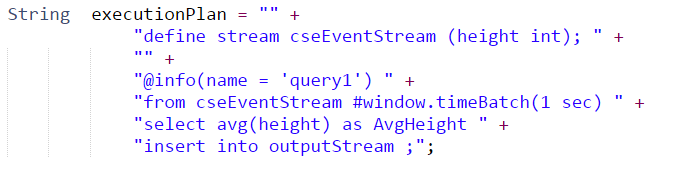 String  executionPlan = "" +
"define stream cseEventStream (height int); " +
"" +
"@info(name = 'query1') " +
"from cseEventStream #window.timeBatch(1 sec) " +
"select avg(height) as AvgHeight " +
"insert into outputStream ;";